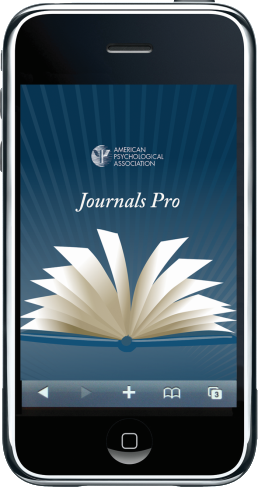 AMERICAN
PSYCHOLOGICAL
ASSOCIATION
Journals Pro
3